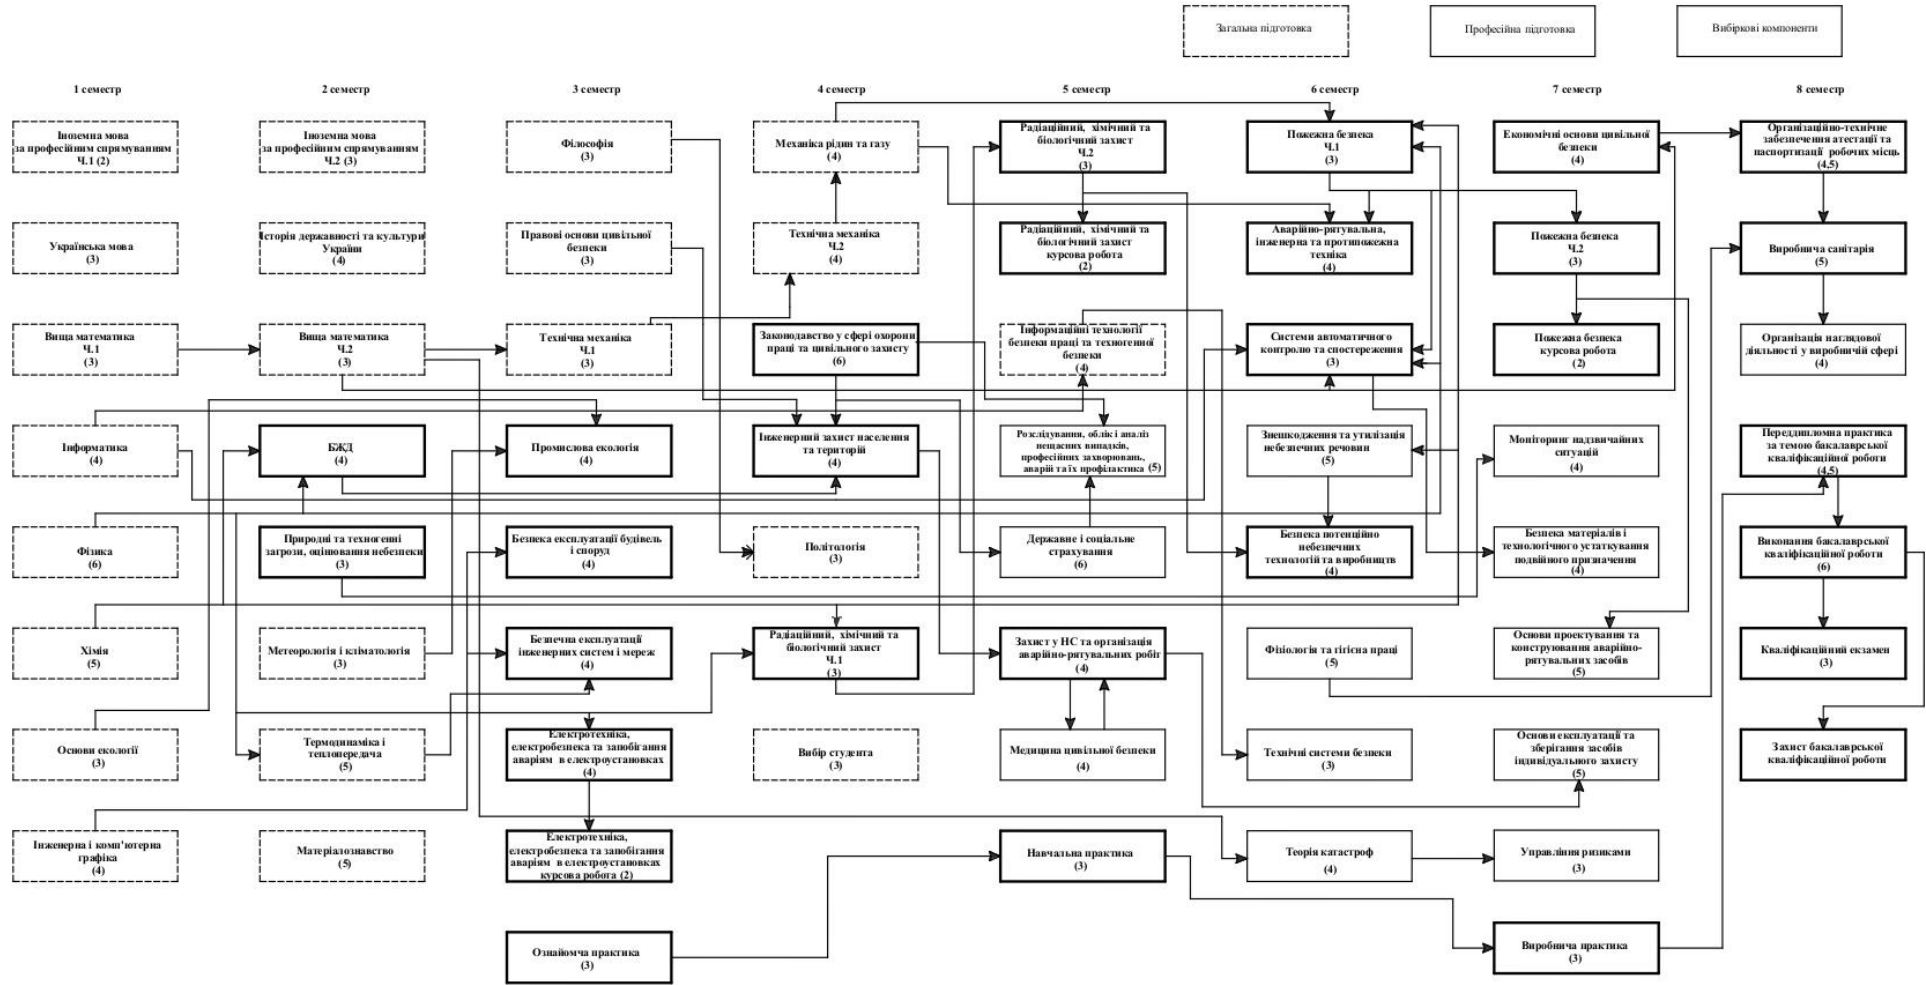 Загальна підготовка
Професійна підготовка
Вибіркові компоненти
1 семестр
2 семестр
3 семестр
4 семестр
5 семестр
6 семестр
7 семестр
8 семестр
Іноземна мова
за професійним спрямуванням
Ч.1 (2)
Іноземна мова
за професійним спрямуванням
Ч.2 (3)
Філософія
(3)
Механіка рідин та газу
(4)
Радіаційний, хімічний та
біологічний захист
Ч.2
(3)
Пожежна безпека
Ч.1
(3)
Економічні основи цивільної
безпеки
(4)
Організаційно-технічне
забезпечення атестації та
паспортизації робочих місць
(4,5)
Українська мова
(3)
Історія державності та культури
України
(4)
Правові основи цивільної
безпеки
(3)
Технічна механіка
Ч.2
(4)
Радіаційний, хімічний та
біологічний захист
курсова робота
(2)
Аварійно-рятувальна,
інженерна та протипожежна
техніка
(4)
Пожежна безпека
Ч.2
(3)
Виробнича санітарія
(5)
Вища математика
Ч.1
(3)
Вища математика
Ч.2
(3)
Технічна механіка
Ч.1
(3)
Законодавство у сфері охорони
праці та цивільного захисту
(6)
Інформаційні технології
безпеки праці та техногенної
безпеки
(4)
Системи автоматичного
контролю та спостереження
(3)
Пожежна безпека
курсова робота
(2)
Організація наглядової
діяльності у виробничій сфері
(4)
Інформатика
(4)
БЖД
(4)
Промислова екологія
(4)
Інженерний захист населення
та територій
(4)
Розслідування, облік і аналіз
нещасних випадків,
професійних захворювань,
аварій та їх профілактика (5)
Знешкодження та утилізація
небезпечних речовин
(5)
Моніторинг надзвичайних
ситуацій
(4)
Переддипломна практика
за темою бакалаврської
кваліфікаційної роботи
(4,5)
Фізика
(6)
Природні та техногенні
загрози, оцінювання небезпеки
(3)
Безпека експлуатації будівель
і споруд
(4)
Політологія
(3)
Державне і соціальне
страхування
(6)
Безпека потенційно
небезпечних
технологій та виробництв
(4)
Безпека матеріалів і
технологічного устаткування
подвійного призначення
(4)
Виконання бакалаврської
кваліфікаційної роботи
(6)
Хімія
(5)
Метеорологія і кліматологія
(3)
Безпечна експлуатації
інженерних систем і мереж
(4)
Радіаційний, хімічний та
біологічний захист
Ч.1
(3)
Захист у НС та організація
аварійно-рятувальних робіт
(4)
Фізіологія та гігієна праці
(5)
Основи проектування та
конструювання аварійно-
рятувальних засобів
(5)
Кваліфікаційний екзамен
(3)
Основи екології
(3)
Термодинаміка і
теплопередача
(5)
Електротехніка,
електробезпека та запобігання
аваріям в електроустановках
(4)
Вибір студента
(3)
Медицина цивільної безпеки
(4)
Технічні системи безпеки
(3)
Основи експлуатації та
зберігання засобів
індивідуального захисту
(5)
Захист бакалаврської
кваліфікаційної роботи
Інженерна і комп'ютерна
графіка
(4)
Матеріалознавство
(5)
Електротехніка,
електробезпека та запобігання
аваріям в електроустановках
курсова робота (2)
Навчальна практика
(3)
Теорія катастроф
(4)
Управління ризиками
(3)
Ознайомча практика
(3)
Виробнича практика
(3)